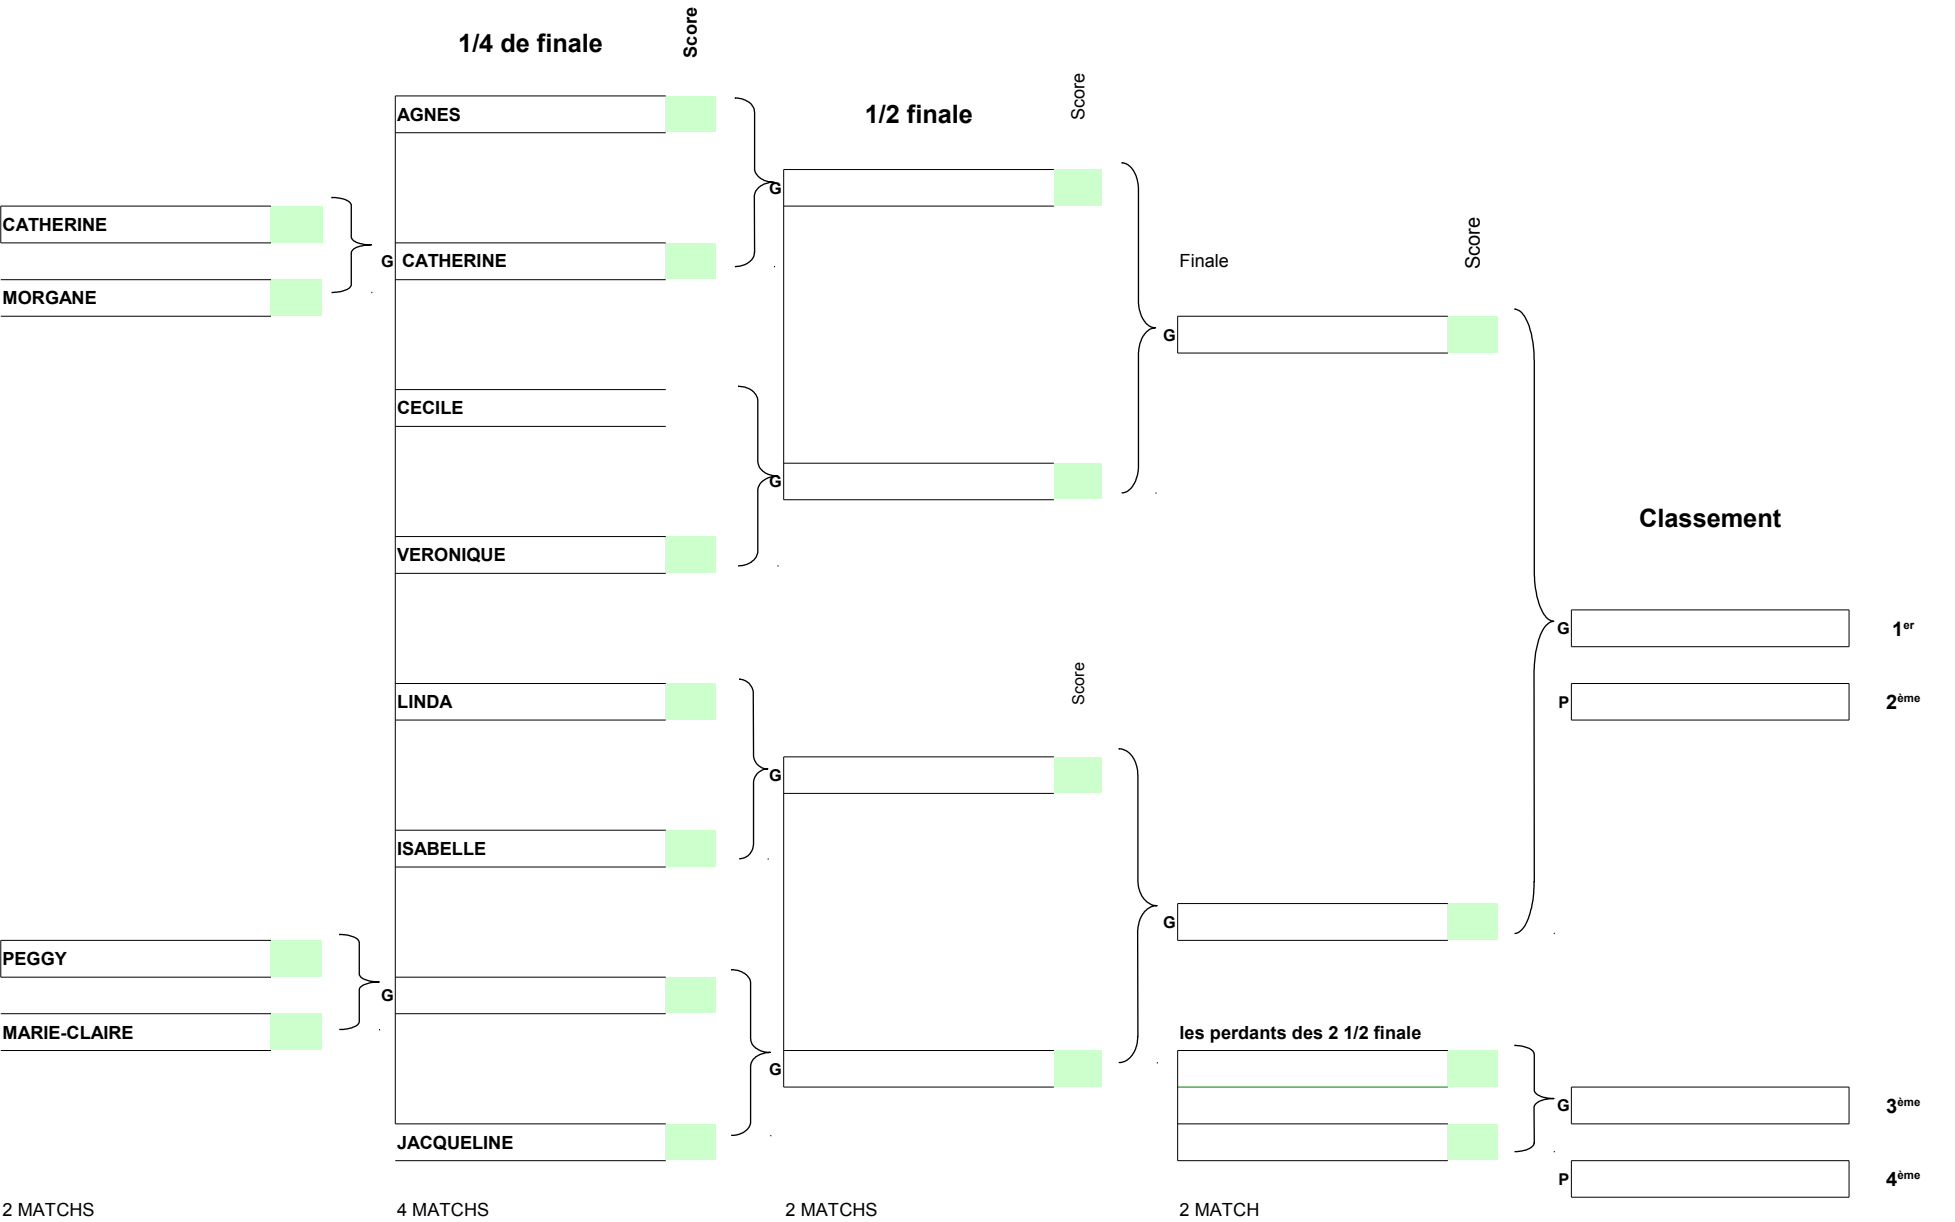 1/4 de finale
Score
AGNES
1/2 finale
Score
G
CATHERINE
G CATHERINE
Finale
Score
MORGANE
G
CECILE
G
Classement
VERONIQUE
G
1er
LINDA
Score
P
2ème
G
ISABELLE
G
PEGGY
G
MARIE-CLAIRE
les perdants des 2 1/2 finale
G
G
3ème
JACQUELINE
P
4ème
2 MATCHS
4 MATCHS
2 MATCHS
2 MATCH